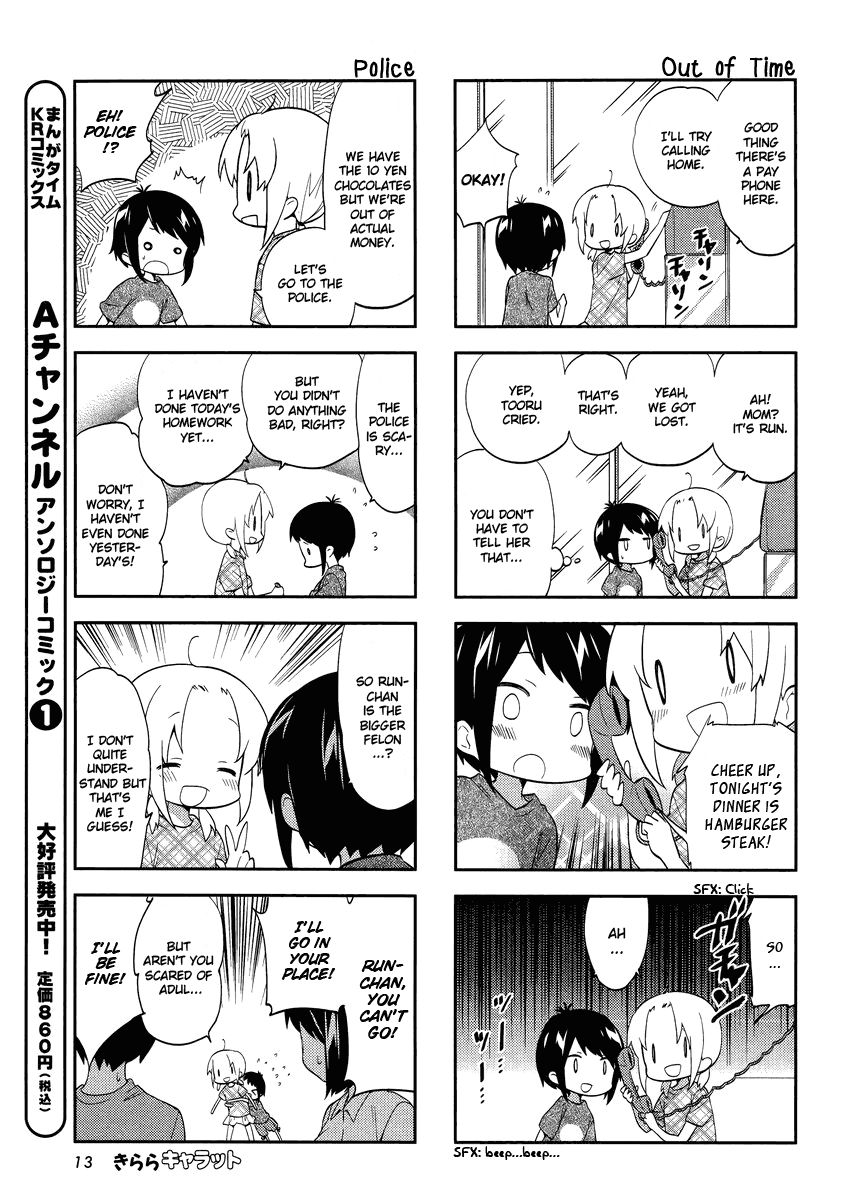 Out of Time
GOOD
THING
THERE'S
A PAY
PHONE
HERE.
I'LL TRY
CALLING
HOME.
OKAY!
チャリン
チャリン
AH!
MOM?
IT'S RUN.
YEAH,
WE GOT
LOST.
THAT'S
RIGHT.
YEP,
TOORU
CRIED.
YOU DON'T
HAVE TO
TELL HER
THAT...
CHEER UP,
TONIGHT'S
DINNER IS
HAMBURGER
STEAK!
SFX: Click
SO
...
ガチャン
AH
...
ツー
ツー
SFX: beep...beep...
Police
WE HAVE
THE 10 YEN
CHOCOLATES
BUT WE'RE
OUT OF
ACTUAL
MONEY.
LET'S
GO TO THE
POLICE.
EH!
POLICE
!?
THE
POLICE
IS SCA-
RY...
BUT
YOU DIDN'T
DO ANYTHING
BAD, RIGHT?
I HAVEN'T
DONE TODAY'S
HOMEWORK
YET...
DON'T
WORRY, I
HAVEN'T
EVEN DONE
YESTER-
DAY'S!
SO RUN-
CHAN
IS THE
BIGGER
FELON
...?
I DON'T
QUITE
UNDER-
STAND BUT
THAT'S
ME I
GUESS!
RUN-
CHAN,
YOU CAN'T
GO!
I'LL
GO IN
YOUR
PLACE!
BUT
AREN'T YOU
SCARED OF
ADUL...
I'LL
BE
FINE!
まんがタイム
KRコミックス
Aチャンネル アンソロジーコミック❶
大好評発売中! 定価860円(税込)
13 きららキャラット